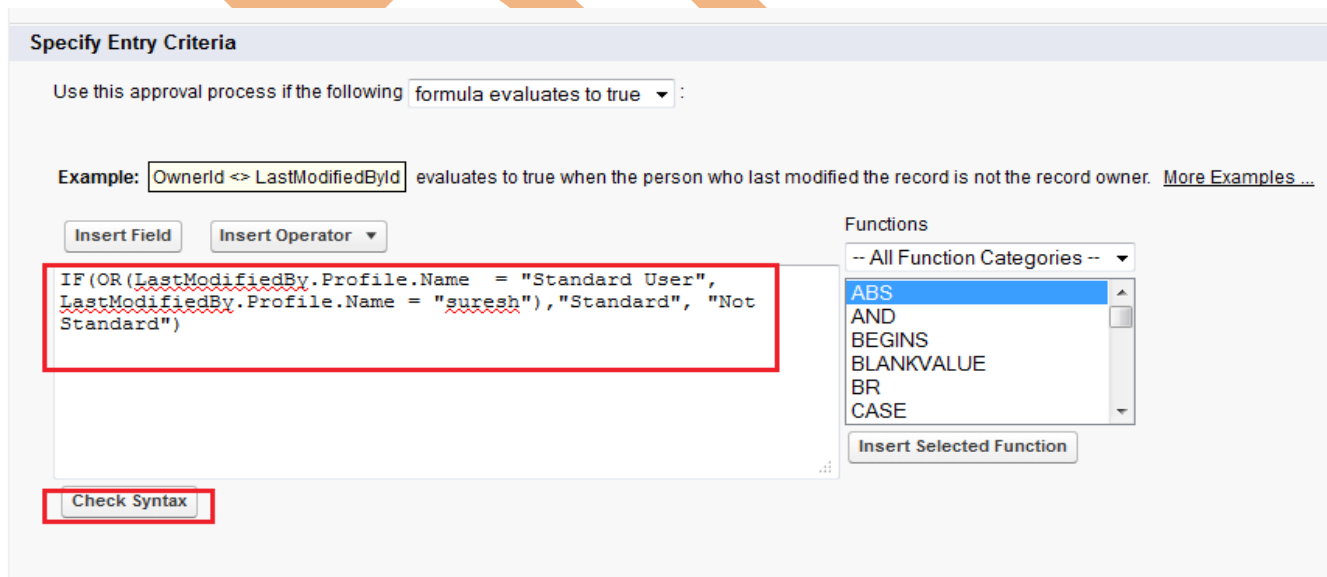 Specify Entry Criteria
Use this approval process if the following formula evaluates to true :
Example: OwnerId <> LastModifiedById evaluates to true when the person who last modified the record is not the record owner. More Examples ...
Insert Field Insert Operator
Functions
-- All Function Categories --
IF(OR(LastModifiedBy.Profile.Name  = "Standard User",
LastModifiedBy.Profile.Name = "suresh"),"Standard", "Not
Standard")
ABS
AND
BEGINS
BLANKVALUE
BR
CASE
Insert Selected Function
Check Syntax